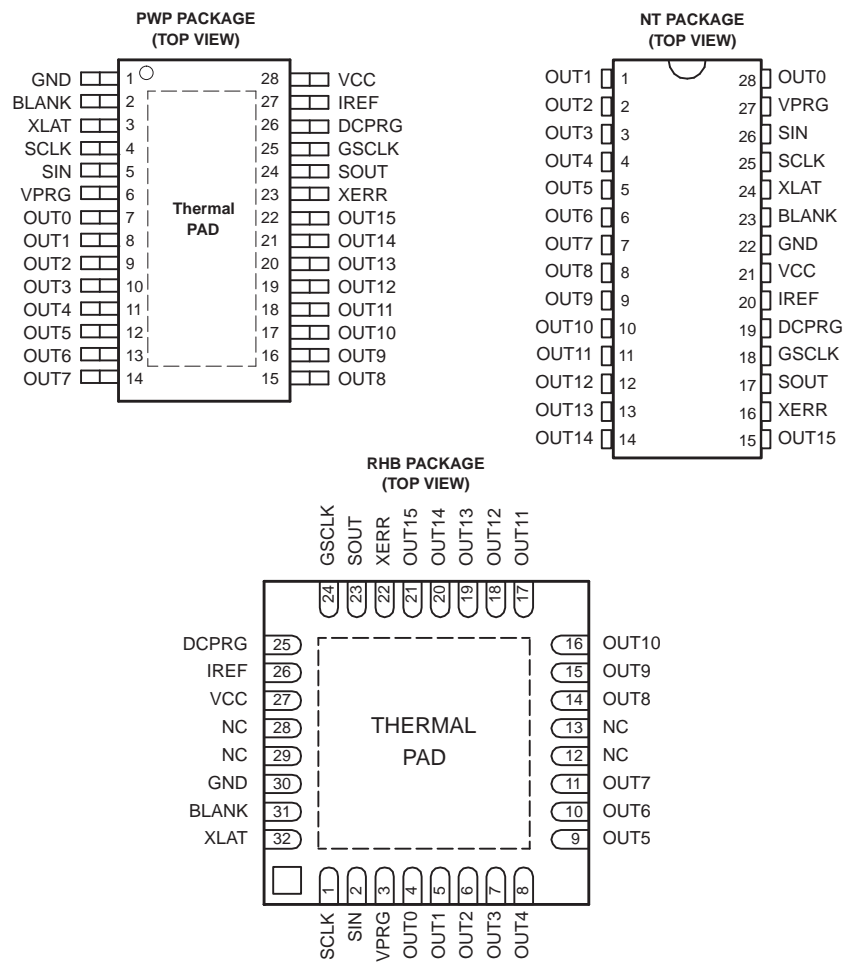 PWP PACKAGE
(TOP VIEW)
GND 1 28 VCC
BLANK 2 27 IREF
XLAT 3 26 DCPRG
SCLK 4 25 GSCLK
SIN 5 24 SOUT
VPRG 6 23 XERR
OUT0 7 22 OUT15
OUT1 8 21 OUT14
OUT2 9 20 OUT13
OUT3 10 19 OUT12
OUT4 11 18 OUT11
OUT5 12 17 OUT10
OUT6 13 16 OUT9
OUT7 14 15 OUT8
Thermal
PAD
NT PACKAGE
(TOP VIEW)
OUT1 1 28 OUT0
OUT2 2 27 VPRG
OUT3 3 26 SIN
OUT4 4 25 SCLK
OUT5 5 24 XLAT
OUT6 6 23 BLANK
OUT7 7 22 GND
OUT8 8 21 VCC
OUT9 9 20 IREF
OUT10 10 19 DCPRG
OUT11 11 18 GSCLK
OUT12 12 17 SOUT
OUT13 13 16 XERR
OUT14 14 15 OUT15
RHB PACKAGE
(TOP VIEW)
GSCLK SOUT XERR OUT15 OUT14 OUT13 OUT12 OUT11
24 23 22 21 20 19 18 17
DCPRG 25 16 OUT10
IREF 26 15 OUT9
VCC 27 14 OUT8
NC 28 13 NC
NC 29 12 NC
GND 30 11 OUT7
BLANK 31 10 OUT6
XLAT 32 9 OUT5
THERMAL
PAD
1 2 3 4 5 6 7 8
SCLK SIN VPRG OUT0 OUT1 OUT2 OUT3 OUT4